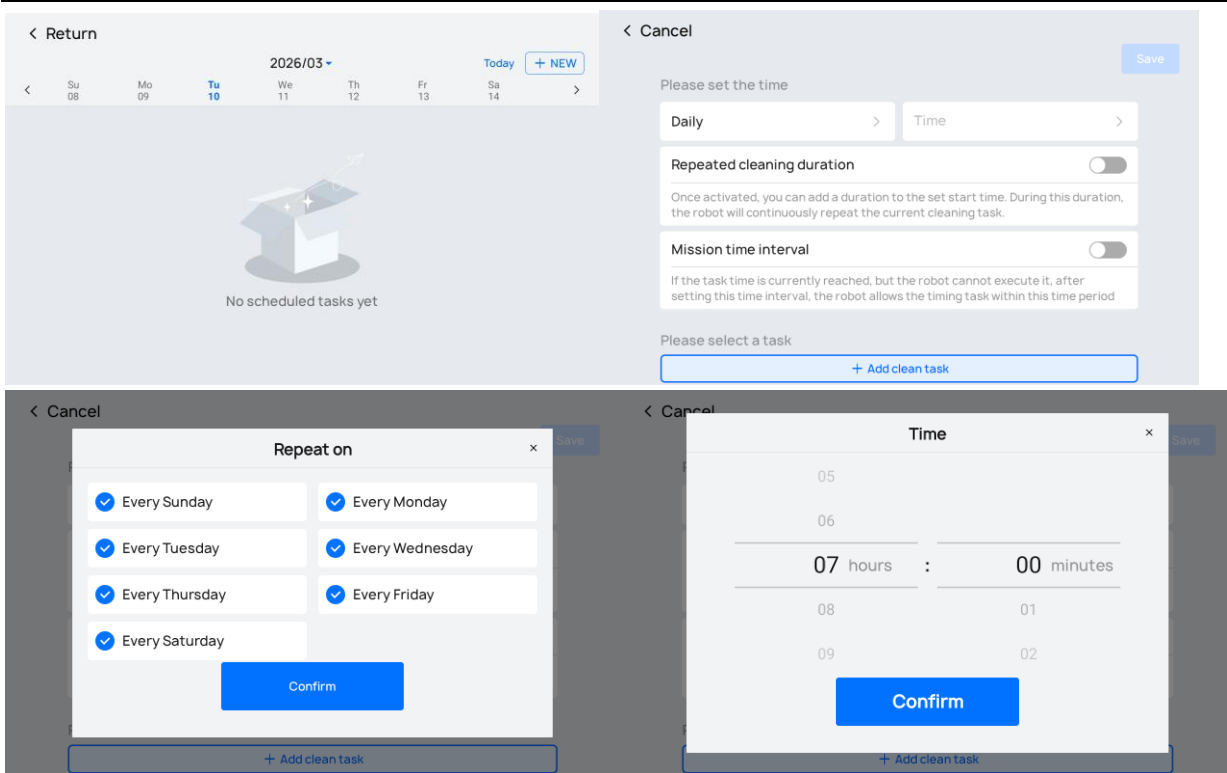 Return
2026/03
Today
+ NEW
Su Mo Tu We Th Fr Sa
08 09 10 11 12 13 14
No scheduled tasks yet
Cancel
Save
Please set the time
Daily
Time
Repeated cleaning duration
Once activated, you can add a duration to the set start time. During this duration,
the robot will continuously repeat the current cleaning task.
Mission time interval
If the task time is currently reached, but the robot cannot execute it, after
setting this time interval, the robot allows the timing task within this time period
Please select a task
+ Add clean task
Cancel
Save
Repeat on
×
Every Sunday
Every Monday
Every Tuesday
Every Wednesday
Every Thursday
Every Friday
Every Saturday
Confirm
+ Add clean task
Cancel
Save
Time
×
05
06
07 hours : 00 minutes
08 01
09 02
Confirm
+ Add clean task